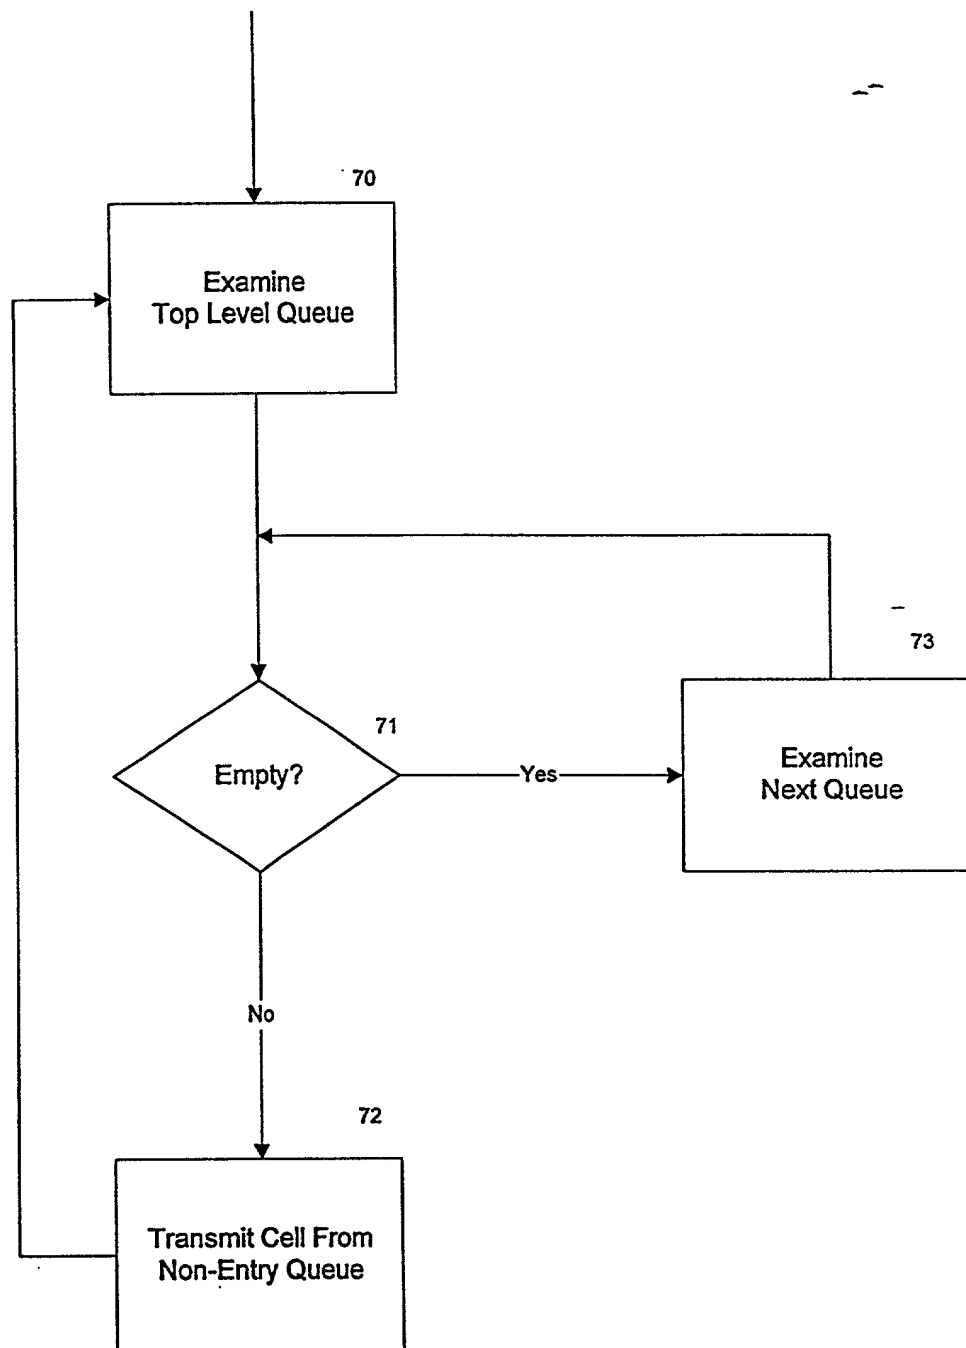 70
Examine
Top Level Queue
73
71
Empty?
Yes
Examine
Next Queue
No
72
Transmit Cell From
Non-Entry Queue